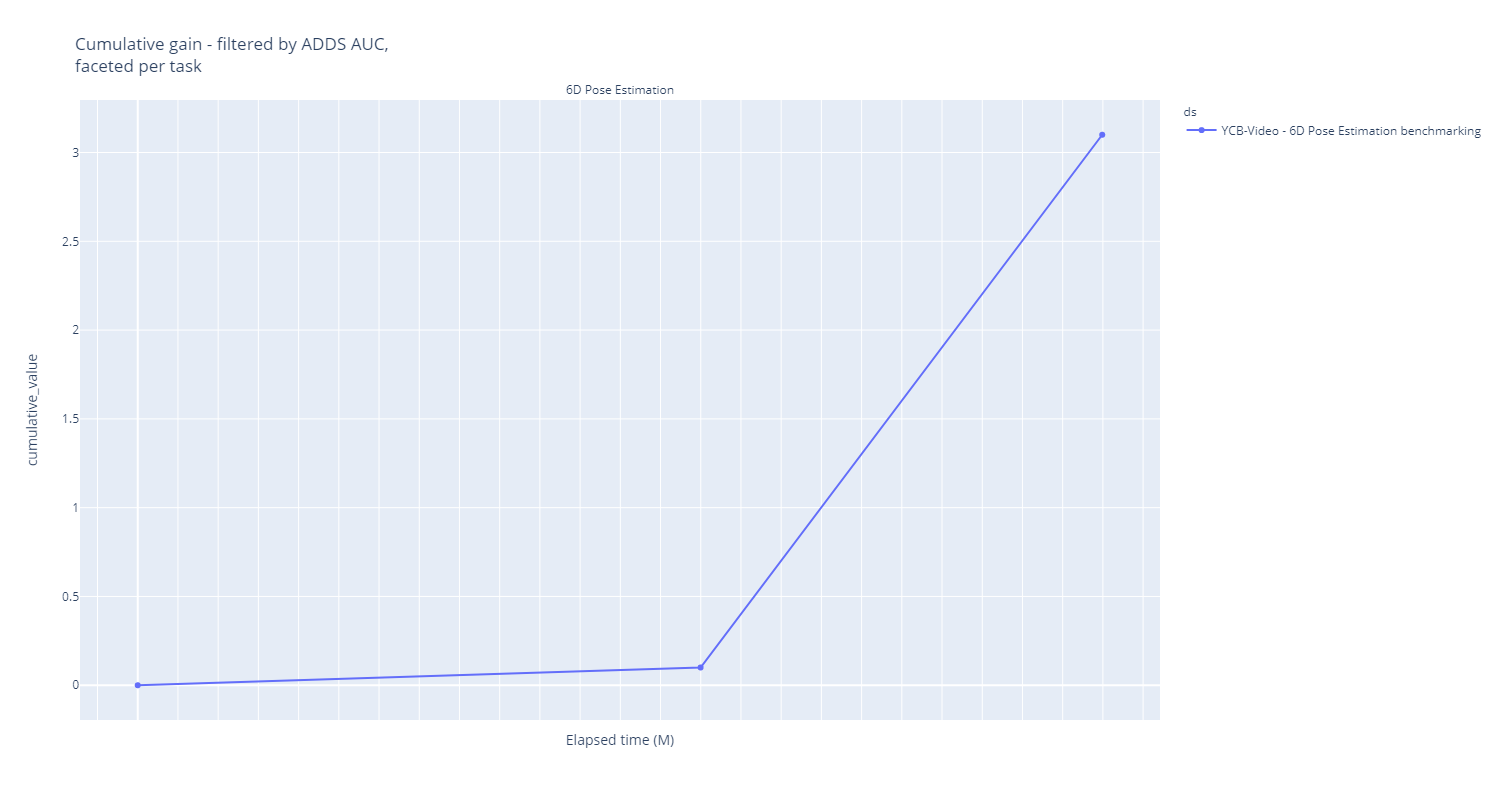 Cumulative gain - filtered by ADDS AUC,
faceted per task
6D Pose Estimation
ds
YCB-Video - 6D Pose Estimation benchmarking
3
2.5
2
1.5
1
0.5
0
cumulative_value
Elapsed time (M)